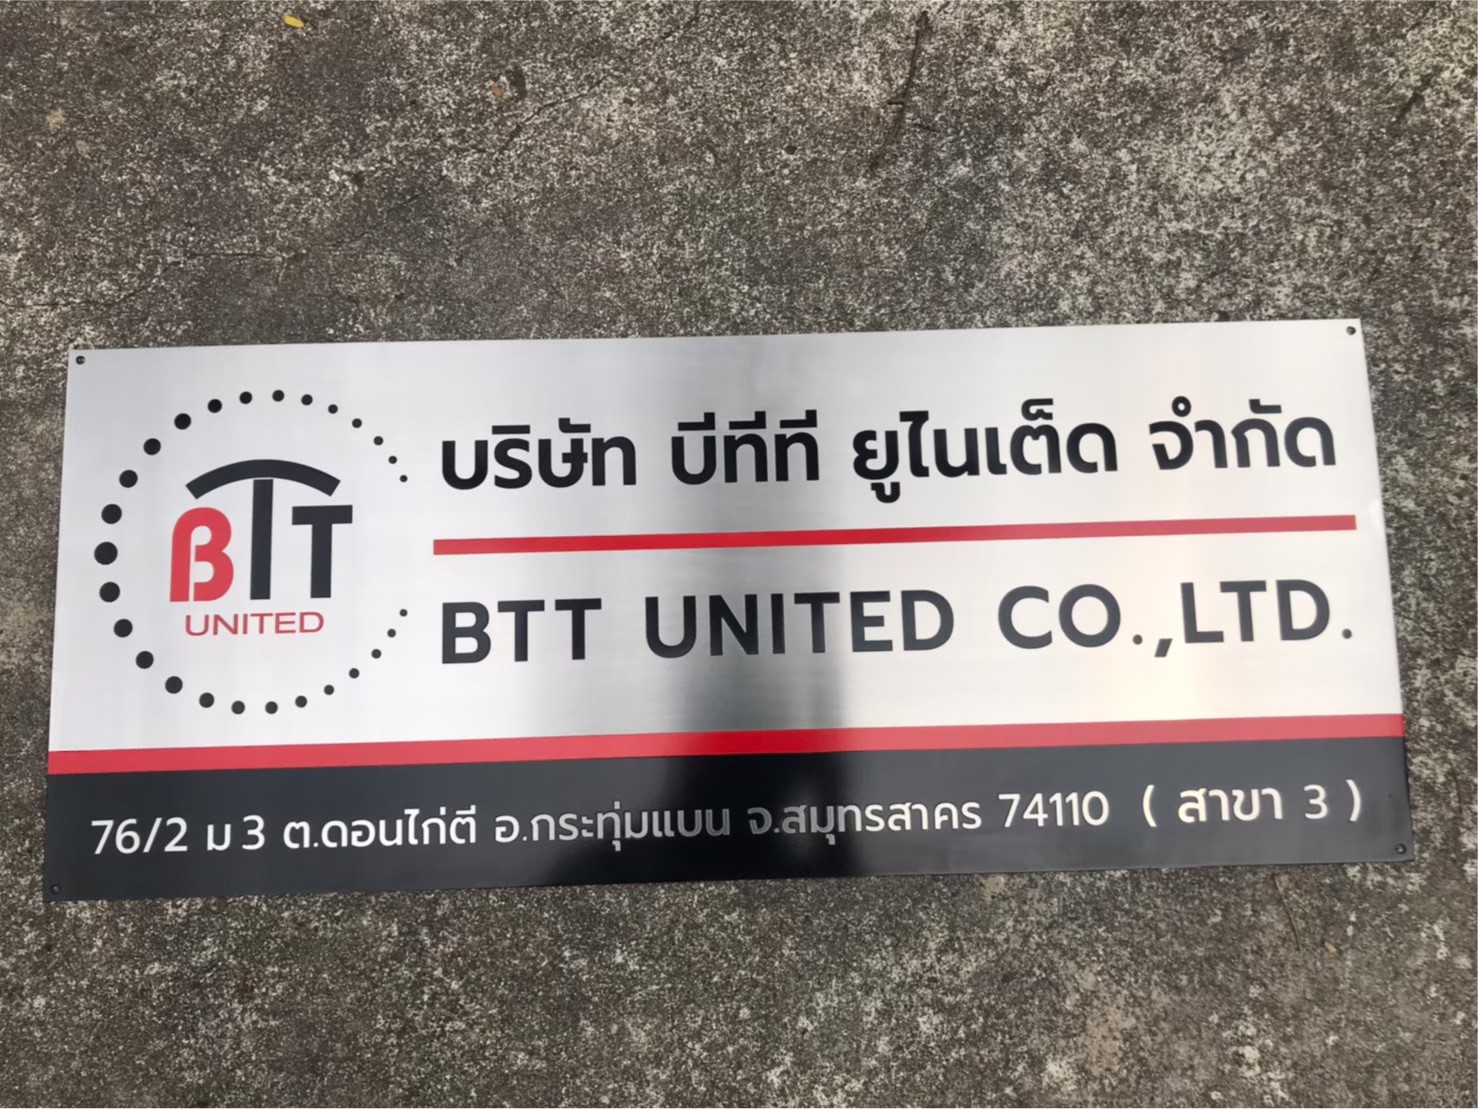 BTT
UNITED
บริษัท บีทีที ยูไนเต็ด จำกัด
BTT UNITED CO.,LTD.
76/2 ม 3 ต.ดอนไก่ดี อ.กระทุ่มแบน จ.สมุทรสาคร 74110 ( สาขา 3 )